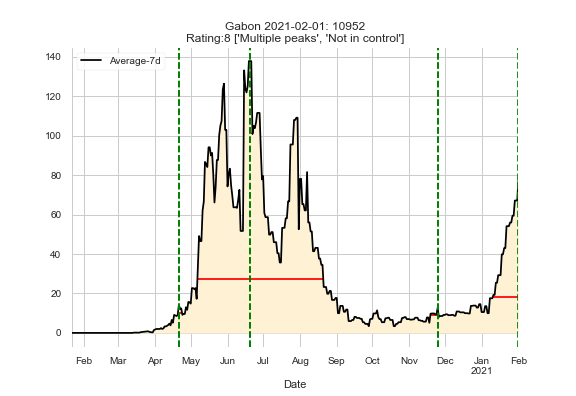 Gabon 2021-02-01: 10952
Rating:8 ['Multiple peaks', 'Not in control']
Average-7d
140
120
100
80
60
40
20
0
Feb Mar Apr May Jun Jul Aug Sep Oct Nov Dec Jan Feb
2021
Date